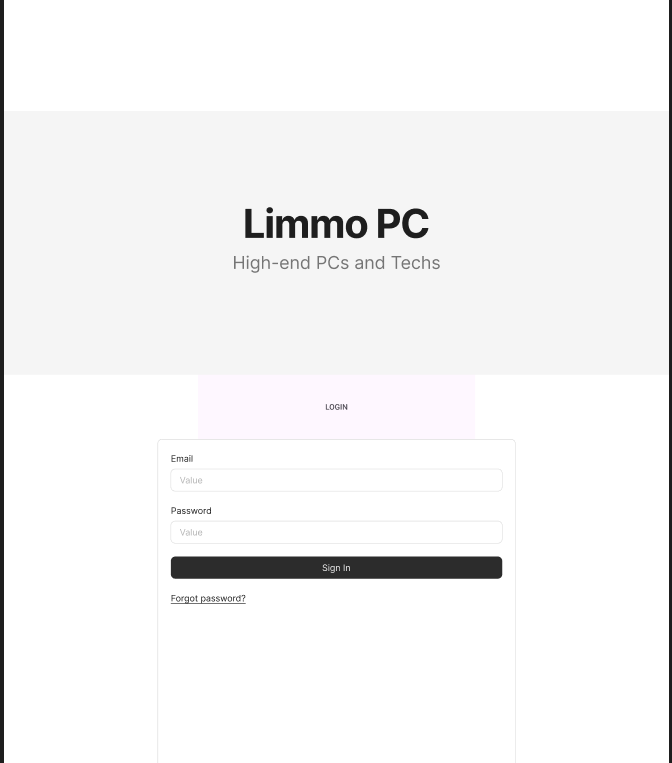 Limmo PC
High-end PCs and Techs
LOGIN
Email
Value
Password
Value
Sign In
Forgot password?